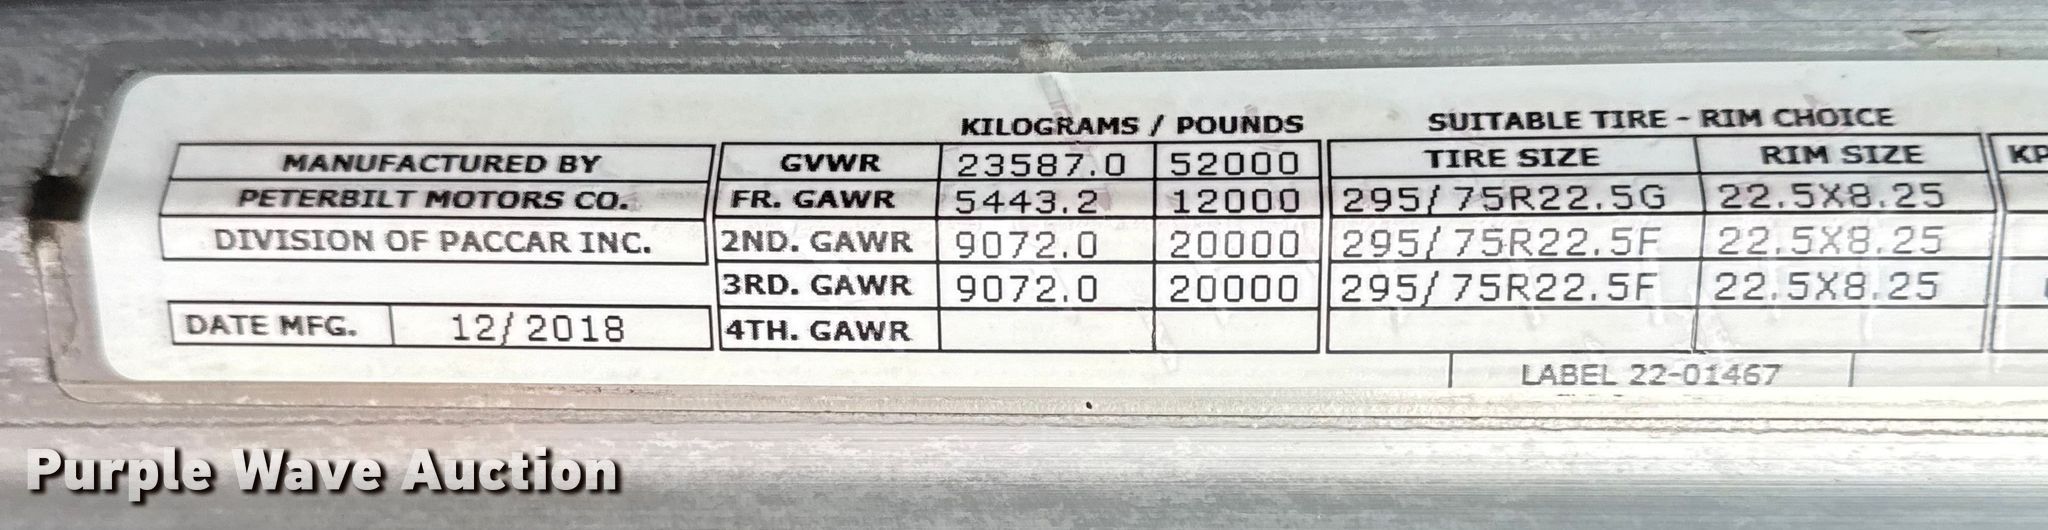 KILOGRAMS / POUNDS SUITABLE TIRE - RIM CHOICE
MANUFACTURED BY GVWR 23587.0 52000 TIRE SIZE RIM SIZE KP
PETERBILT MOTORS CO. FR. GAWR 5443.2 12000 295/75R22.5G 22.5X8.25
DIVISION OF PACCAR INC. 2ND. GAWR 9072.0 20000 295/75R22.5F 22.5X8.25
3RD. GAWR 9072.0 20000 295/75R22.5F 22.5X8.25
DATE MFG. 12/2018 4TH. GAWR
LABEL 22-01467
Purple Wave Auction